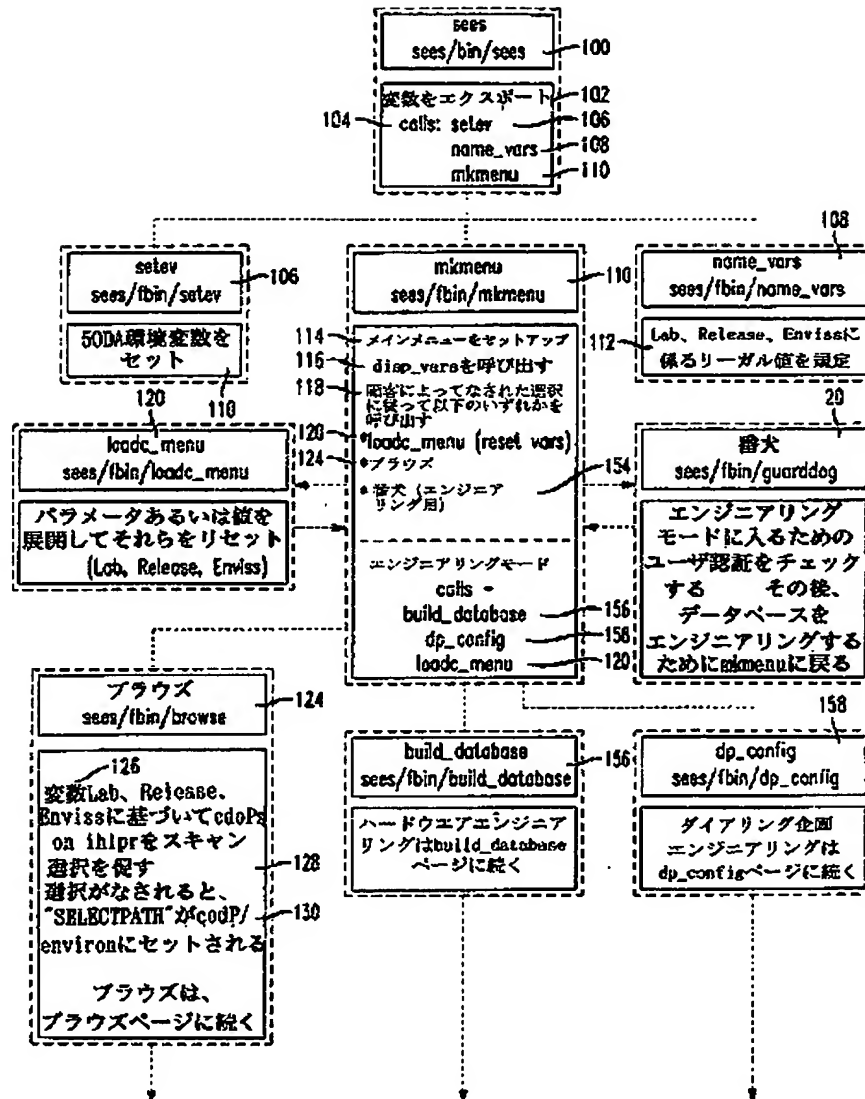 sees
sees/bin/sees
100
変数をエクスポート
102
104
calls: setev
106
name_vars
108
mkmenu
110
setev
sees/fbin/setev
106
SODA環境変数を
セット
110
mkmenu
sees/fbin/mkmenu
110
114
メインメニューをセットアップ
116
disp_varsを呼び出す
118
顧客によってなされた選択
に従って以下のいずれかを
呼び出す
120
*loadc_menu (reset vars)
124
*ブラウズ
*番犬 (エンジニア
リング用)
154
エンジニアリングモード
calls -
build_database
156
dp_config
158
loadc_menu
120
108
name_vars
sees/fbin/name_vars
112
Lab、Release、Envissに
係るリーガル値を規定
120
loadc_menu
sees/fbin/loadc_menu
パラメータあるいは値を
展開してそれらをリセット
(Lab、Release、Enviss)
20
番犬
sees/fbin/guarddog
エンジニアリング
モードに入るための
ユーザ認証をチェック
する その後、
データベースを
エンジニアリングする
ためにmkmenuに戻る
ブラウズ
sees/fbin/browse
124
126
変数Lab、Release、
Envissに基づいてcdoPs
on ihlprをスキャン
選択を促す
128
選択がなされると、
"SELECTPATH"がcodP/
130
environにセットされる
ブラウズは、
ブラウズページに続く
build_database
sees/fbin/build_database
156
ハードウエアエンジニア
リングはbuild_database
ページに続く
158
dp_config
sees/fbin/dp_config
ダイアリング企画
エンジニアリングは
dp_configページに続く